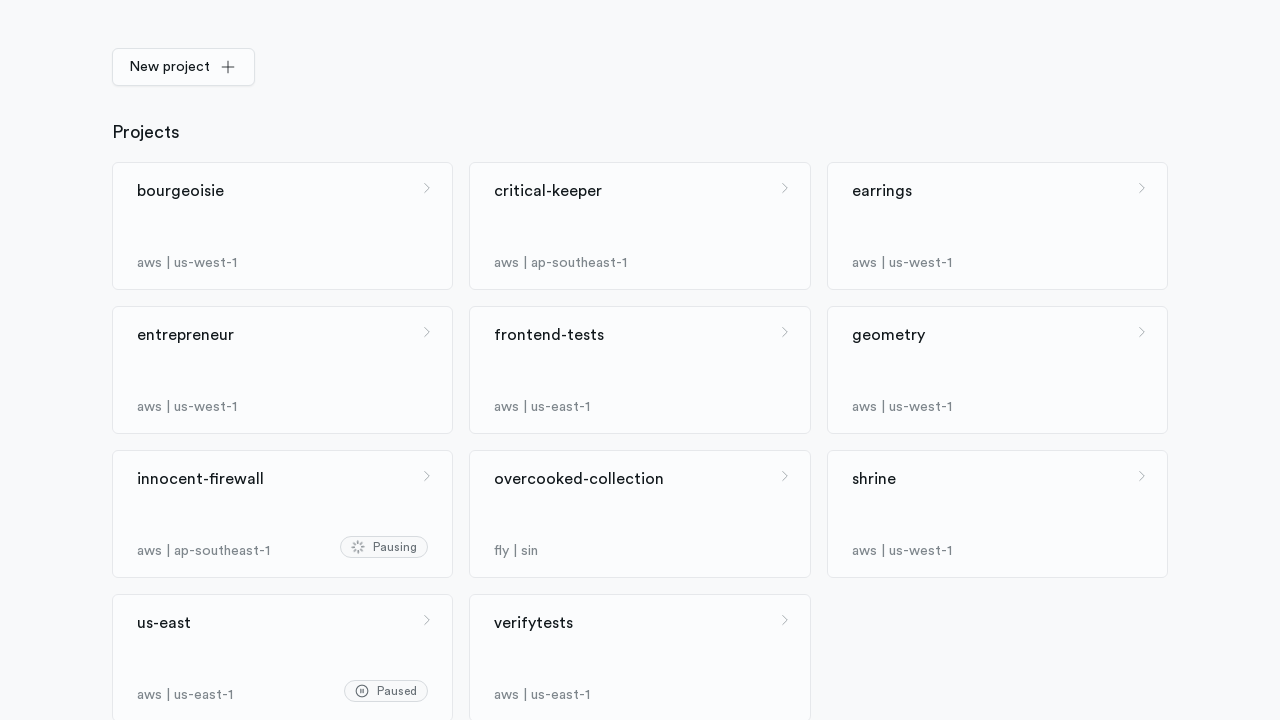 New project
Projects
bourgeoisie
aws | us-west-1
critical-keeper
aws | ap-southeast-1
earrings
aws | us-west-1
entrepreneur
aws | us-west-1
frontend-tests
aws | us-east-1
geometry
aws | us-west-1
innocent-firewall
aws | ap-southeast-1
Pausing
overcooked-collection
fly | sin
shrine
aws | us-west-1
us-east
aws | us-east-1
Paused
verifytests
aws | us-east-1